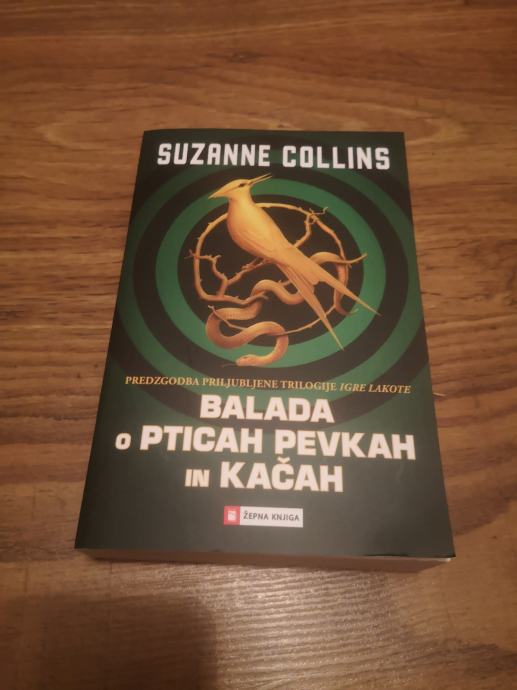 SUZANNE COLLINS
PREDZGODBA PRILJUBLJENE TRILOGIJE IGRE LAKOTE
BALADA
O PTICAH PEVKAH
IN KAČAH
ŽEPNA KNJIGA